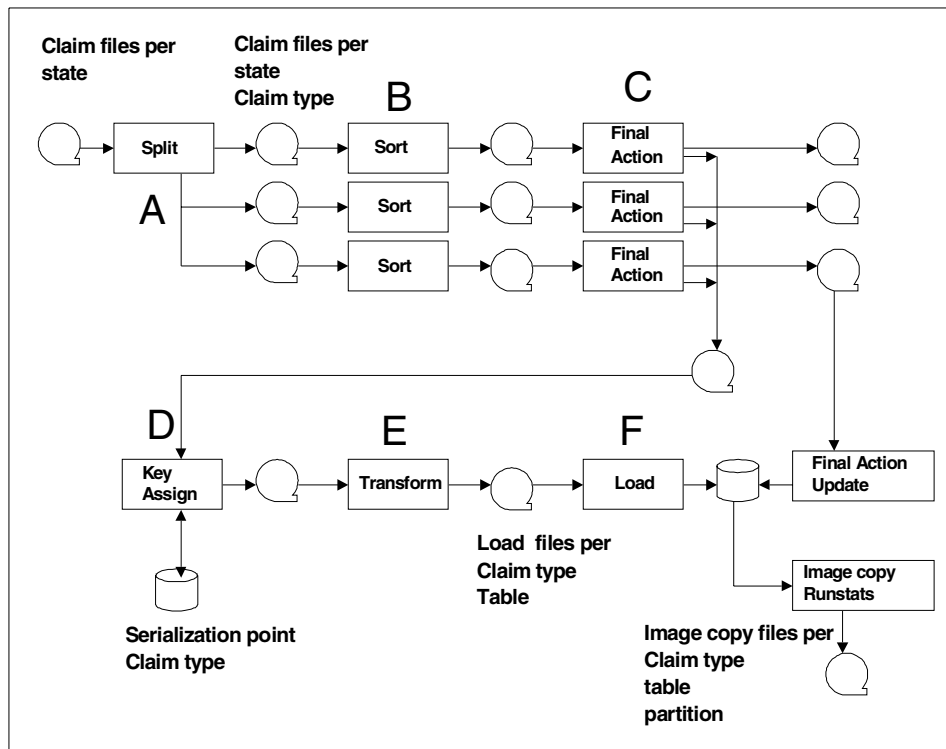 Claim files per
state
Claim files per
state
Claim type
A
B
C
Split
Sort
Final
Action
Sort
Final
Action
Sort
Final
Action
D
E
F
Key
Assign
Transform
Load
Final Action
Update
Load files per
Claim type
Table
Serialization point
Claim type
Image copy
Runstats
Image copy files per
Claim type
table
partition